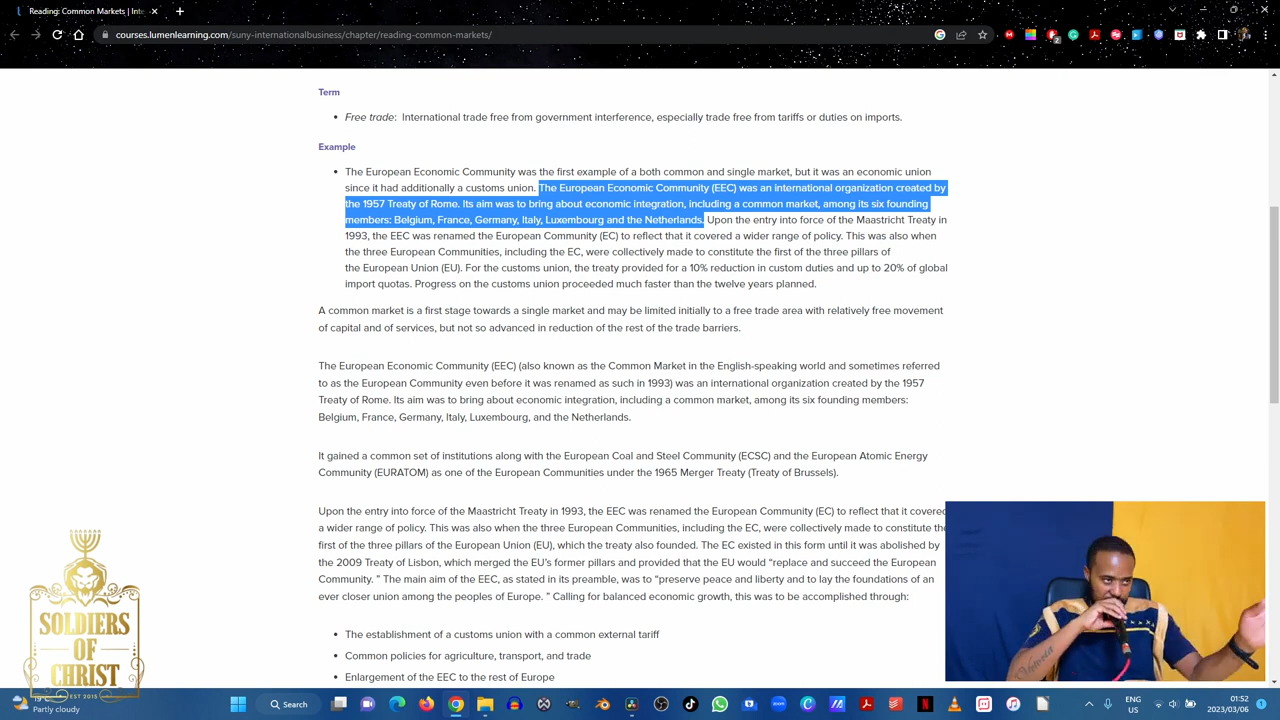 Reading: Common Markets | Inte
courses.lumenlearning.com/suny-internationalbusiness/chapter/reading-common-markets/
Term
• Free trade: International trade free from government interference, especially trade free from tariffs or duties on imports.
Example
• The European Economic Community was the first example of a both common and single market, but it was an economic union
since it had additionally a customs union. The European Economic Community (EEC) was an international organization created by
the 1957 Treaty of Rome. Its aim was to bring about economic integration, including a common market, among its six founding
members: Belgium, France, Germany, Italy, Luxembourg and the Netherlands. Upon the entry into force of the Maastricht Treaty in
1993, the EEC was renamed the European Community (EC) to reflect that it covered a wider range of policy. This was also when
the three European Communities, including the EC, were collectively made to constitute the first of the three pillars of
the European Union (EU). For the customs union, the treaty provided for a 10% reduction in custom duties and up to 20% of global
import quotas. Progress on the customs union proceeded much faster than the twelve years planned.
A common market is a first stage towards a single market and may be limited initially to a free trade area with relatively free movement
of capital and of services, but not so advanced in reduction of the rest of the trade barriers.
The European Economic Community (EEC) (also known as the Common Market in the English-speaking world and sometimes referred
to as the European Community even before it was renamed as such in 1993) was an international organization created by the 1957
Treaty of Rome. Its aim was to bring about economic integration, including a common market, among its six founding members:
Belgium, France, Germany, Italy, Luxembourg, and the Netherlands.
It gained a common set of institutions along with the European Coal and Steel Community (ECSC) and the European Atomic Energy
Community (EURATOM) as one of the European Communities under the 1965 Merger Treaty (Treaty of Brussels).
Upon the entry into force of the Maastricht Treaty in 1993, the EEC was renamed the European Community (EC) to reflect that it covered
a wider range of policy. This was also when the three European Communities, including the EC, were collectively made to constitute the
first of the three pillars of the European Union (EU), which the treaty also founded. The EC existed in this form until it was abolished by
the 2009 Treaty of Lisbon, which merged the EU's former pillars and provided that the EU would “replace and succeed the European
Community. ” The main aim of the EEC, as stated in its preamble, was to “preserve peace and liberty and to lay the foundations of an
ever closer union among the peoples of Europe. ” Calling for balanced economic growth, this was to be accomplished through:
• The establishment of a customs union with a common external tariff
• Common policies for agriculture, transport, and trade
• Enlargement of the EEC to the rest of Europe
SOLDIERS
OF
CHRIST
EST 2015
Partly cloudy
Search
ENG
US
01:52
2023/03/06